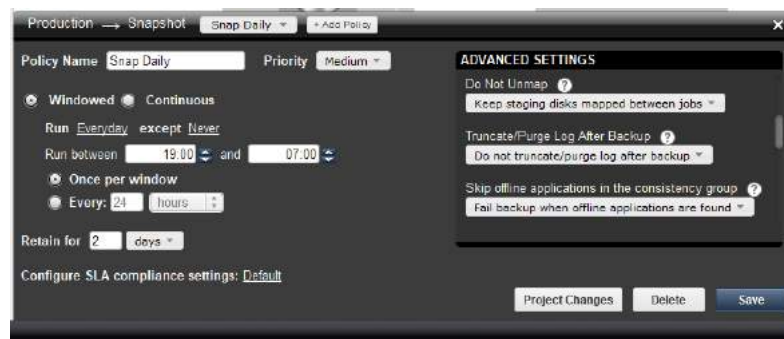 Production → Snapshot Snap Daily + Add Policy x
Policy Name Snap Daily Priority Medium
Windowed Continuous
Run Everyday except Never
Run between 19:00 and 07:00
Once per window
Every: 24 hours
Retain for 2 days
Configure SLA compliance settings: Default
ADVANCED SETTINGS
Do Not Unmap ?
Keep staging disks mapped between jobs
Truncate/Purge Log After Backup ?
Do not truncate/purge log after backup
Skip offline applications in the consistency group ?
Fail backup when offline applications are found
Project Changes Delete Save